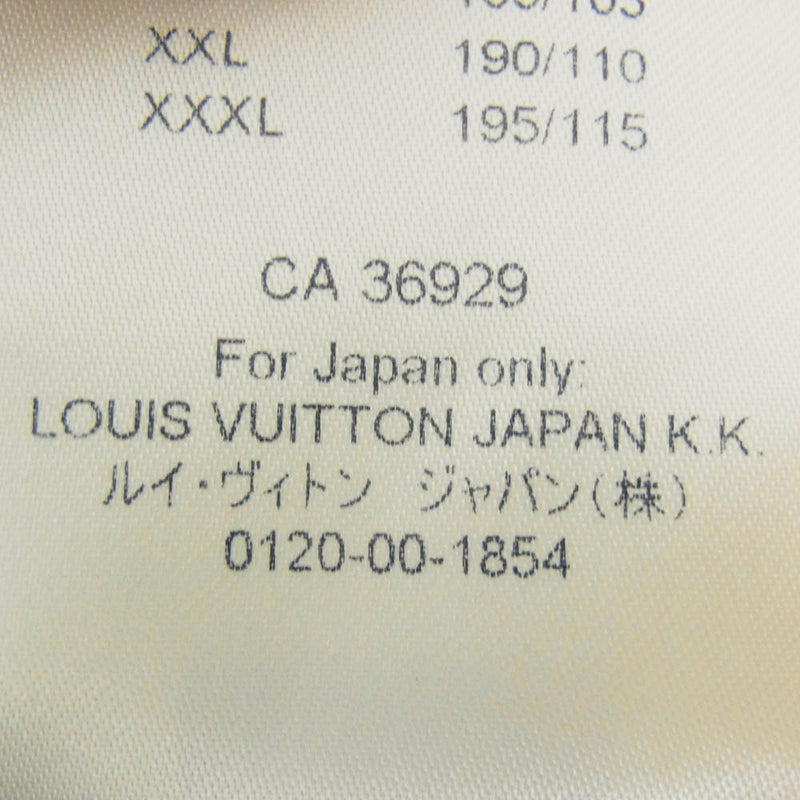 XXL 190/110
XXXL 195/115
CA 36929
For Japan only:
LOUIS VUITTON JAPAN K.K.
ルイ・ヴィトン　ジャパン(株)
0120-00-1854